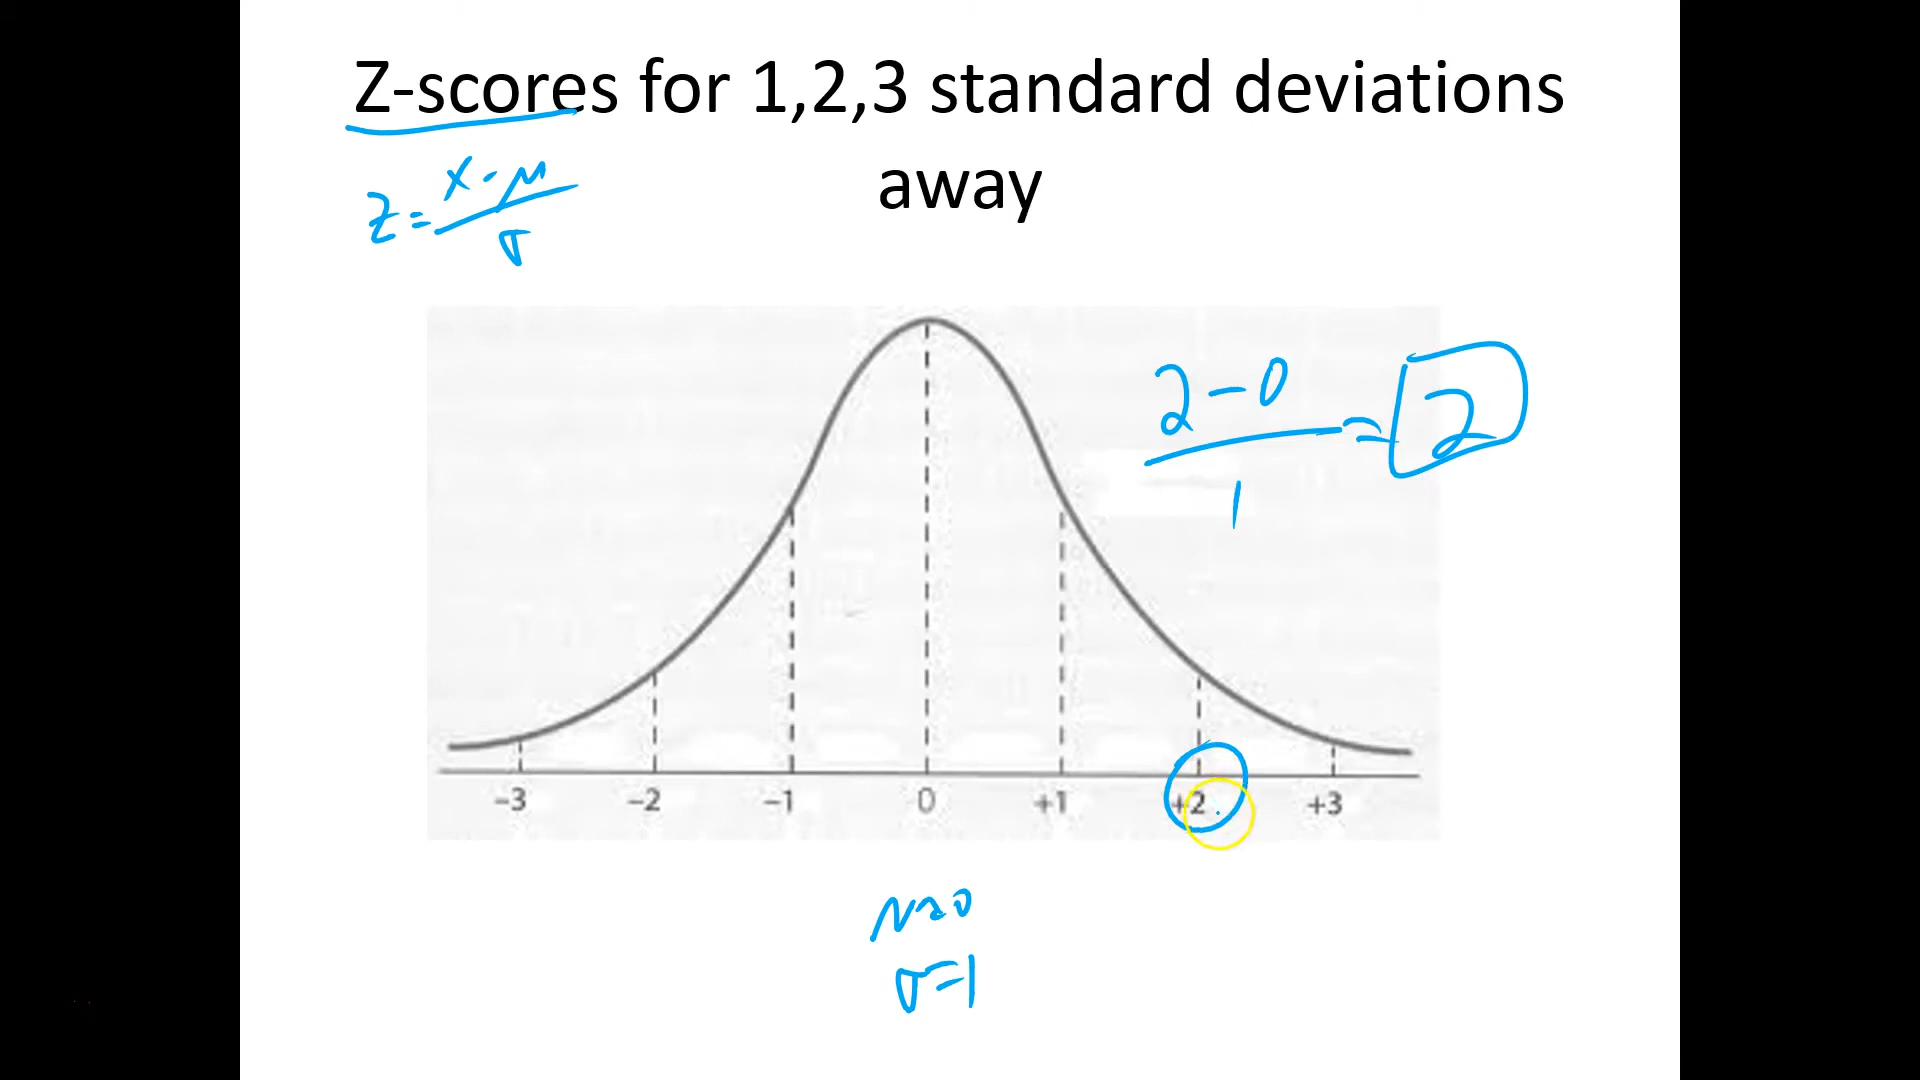 Z-scores for 1,2,3 standard deviations
away
z = x - μ / σ
2 - 0 / 1 = 2
-3 -2 -1 0 +1 +2 +3
μ = 0
σ = 1